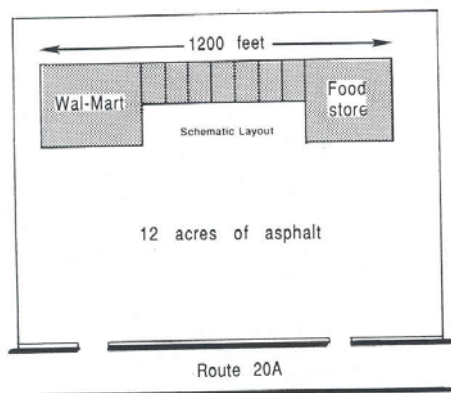 1200 feet
Wal-Mart
Food
store
Schematic Layout
12 acres of asphalt
Route 20A